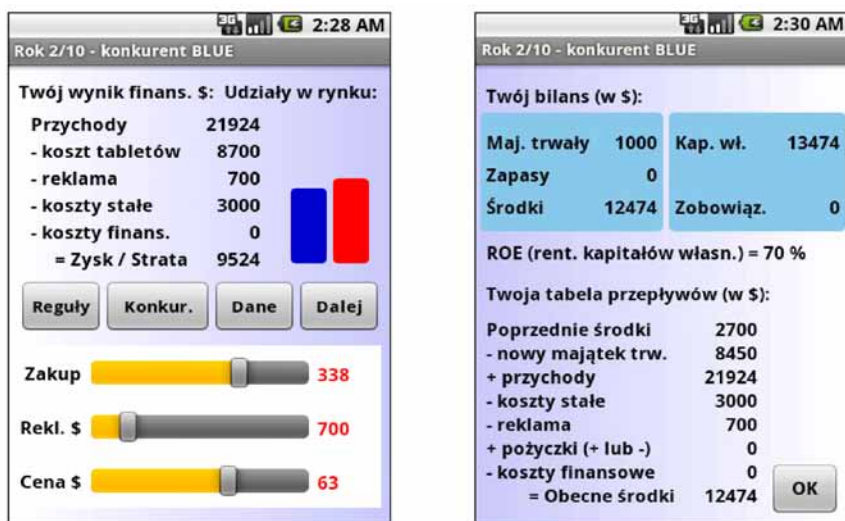 3G 2:28 AM
Rok 2/10 - konkurent BLUE
Twój wynik finans. $: Udziały w rynku:
Przychody 21924
- koszt tabletów 8700
- reklama 700
- koszty stałe 3000
- koszty finans. 0
= Zysk / Strata 9524
Reguły Konkur. Dane Dalej
Zakup 338
Rekl. $ 700
Cena $ 63
3G 2:30 AM
Rok 2/10 - konkurent BLUE
Twój bilans (w $):
Maj. trwały 1000 Kap. wł. 13474
Zapasy 0
Środki 12474 Zobowiąz. 0
ROE (rent. kapitałów własn.) = 70 %
Twoja tabela przepływów (w $):
Poprzednie środki 2700
- nowy majątek trw. 8450
+ przychody 21924
- koszty stałe 3000
- reklama 700
+ pożyczki (+ lub -) 0
- koszty finansowe 0
= Obecne środki 12474
OK